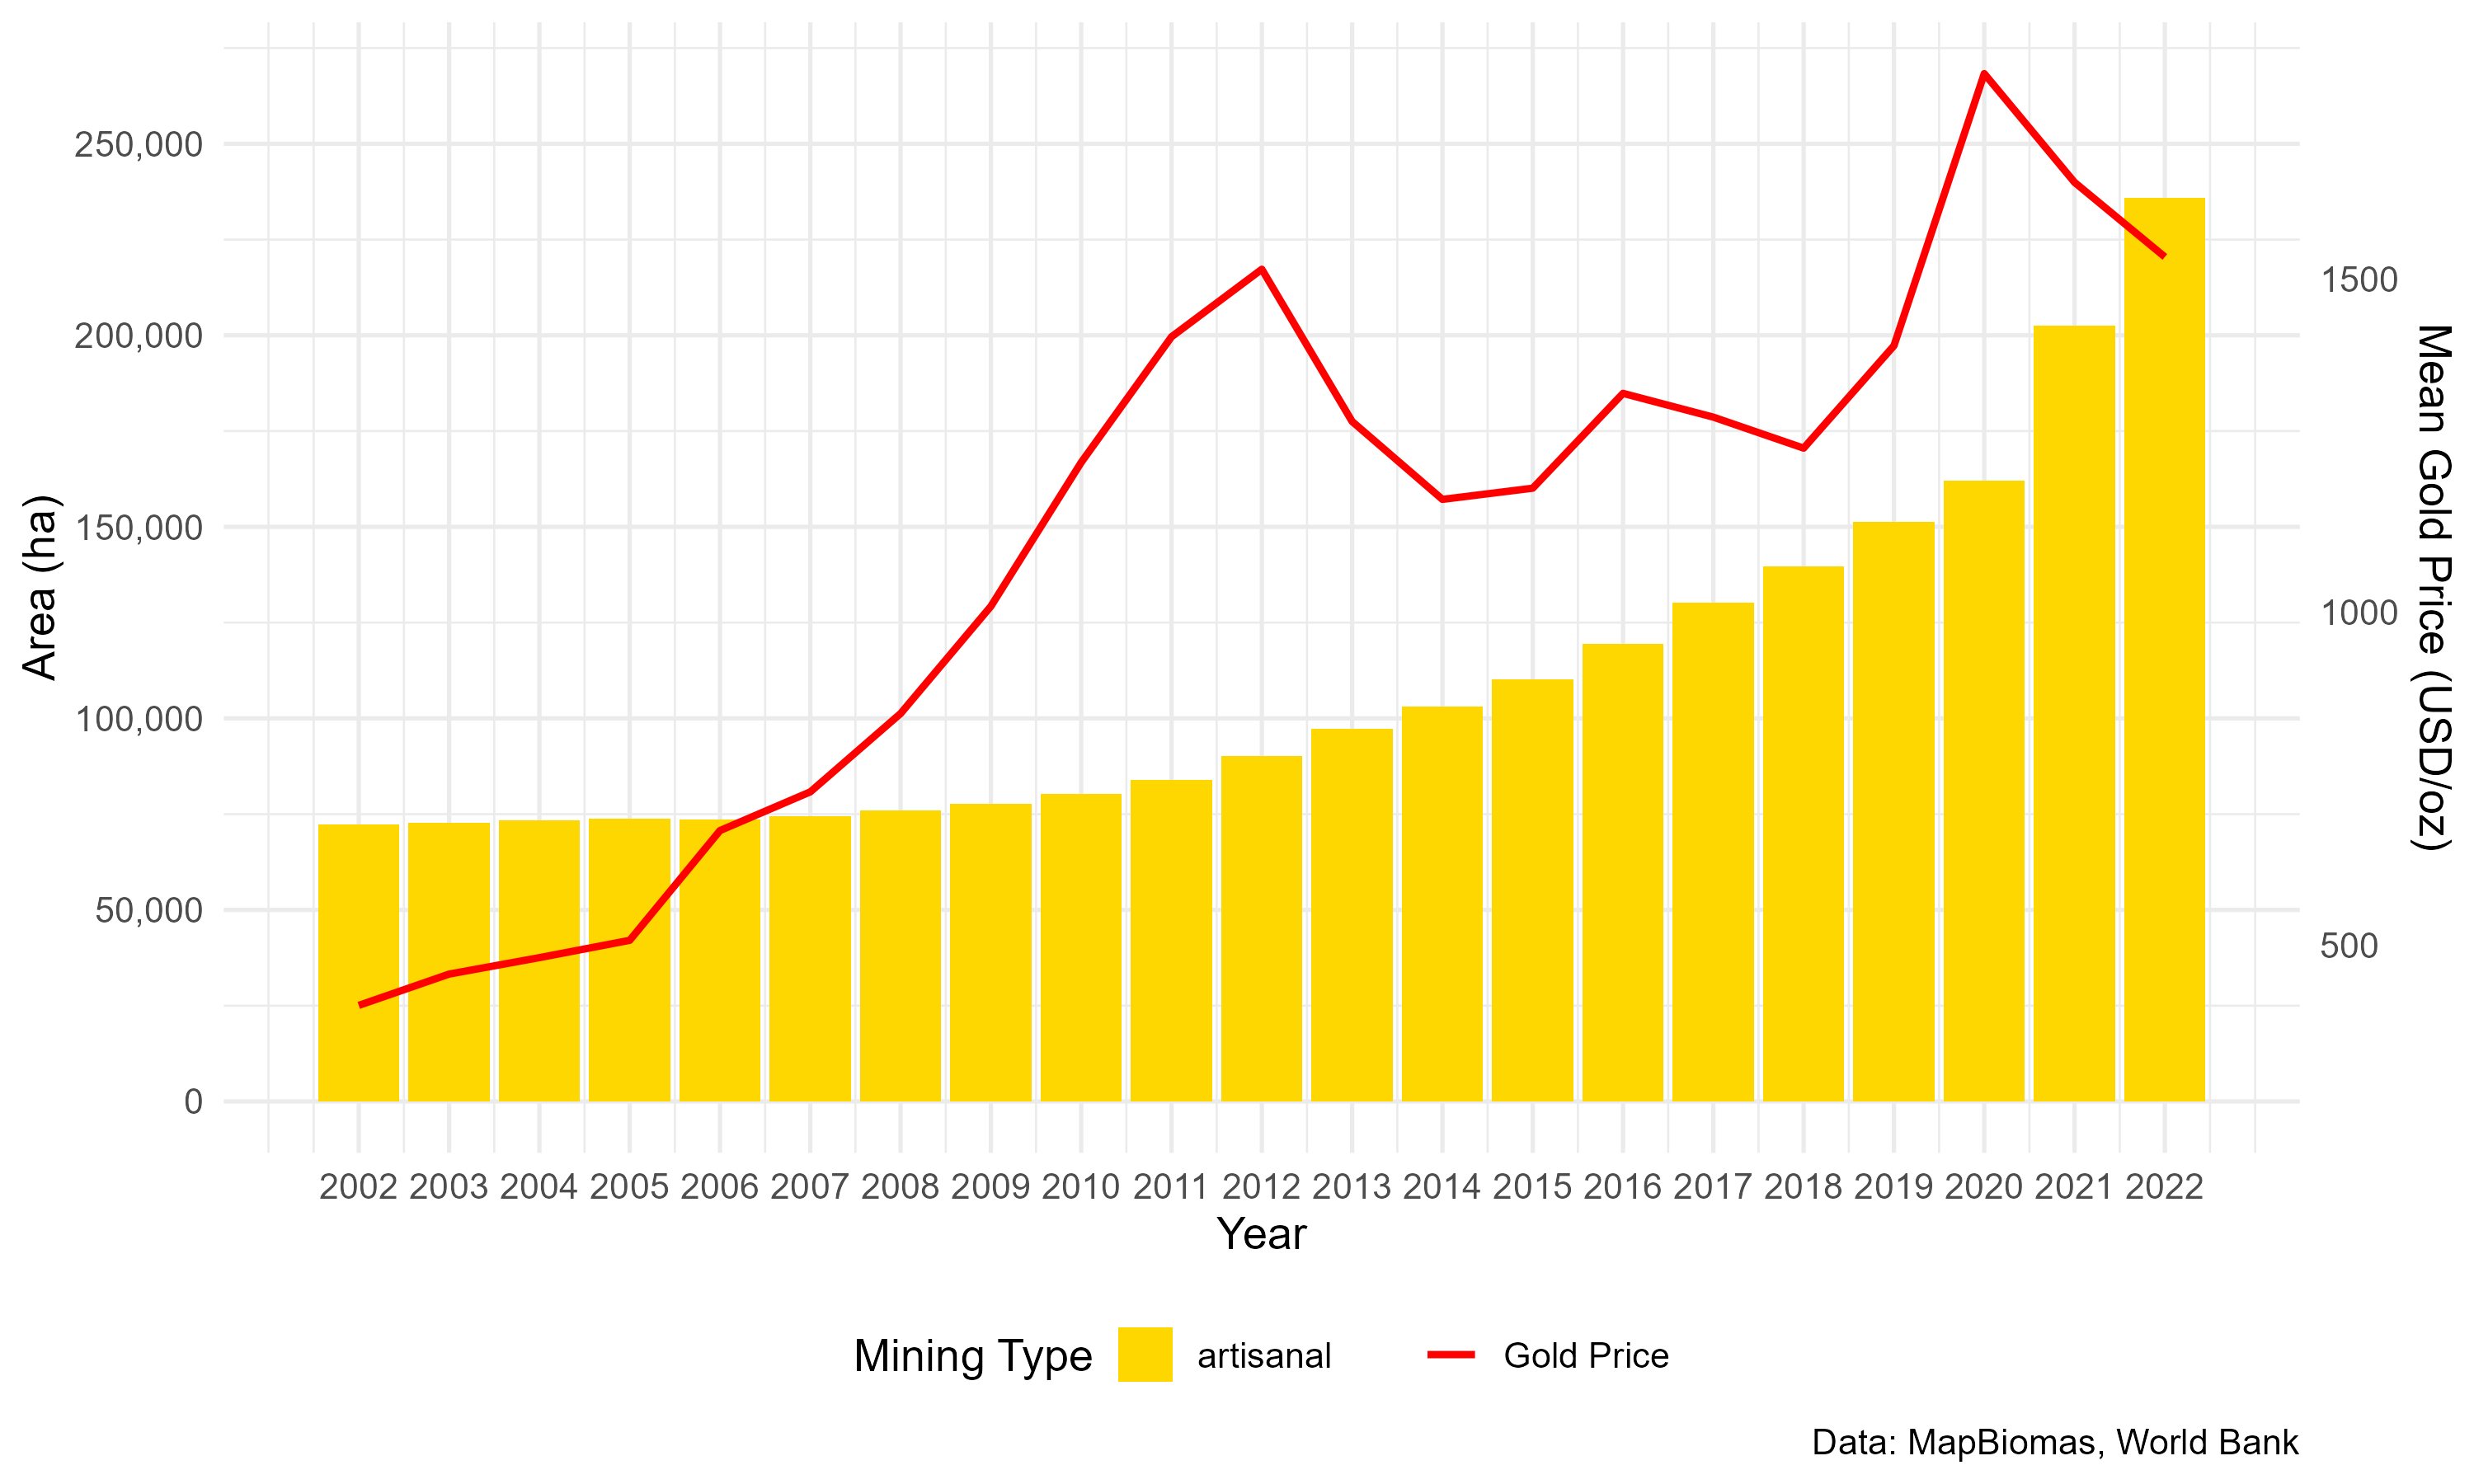 250,000
200,000
150,000
100,000
50,000
0
Area (ha)
1500
1000
500
Mean Gold Price (USD/oz)
2002 2003 2004 2005 2006 2007 2008 2009 2010 2011 2012 2013 2014 2015 2016 2017 2018 2019 2020 2021 2022
Year
Mining Type artisanal Gold Price
Data: MapBiomas, World Bank